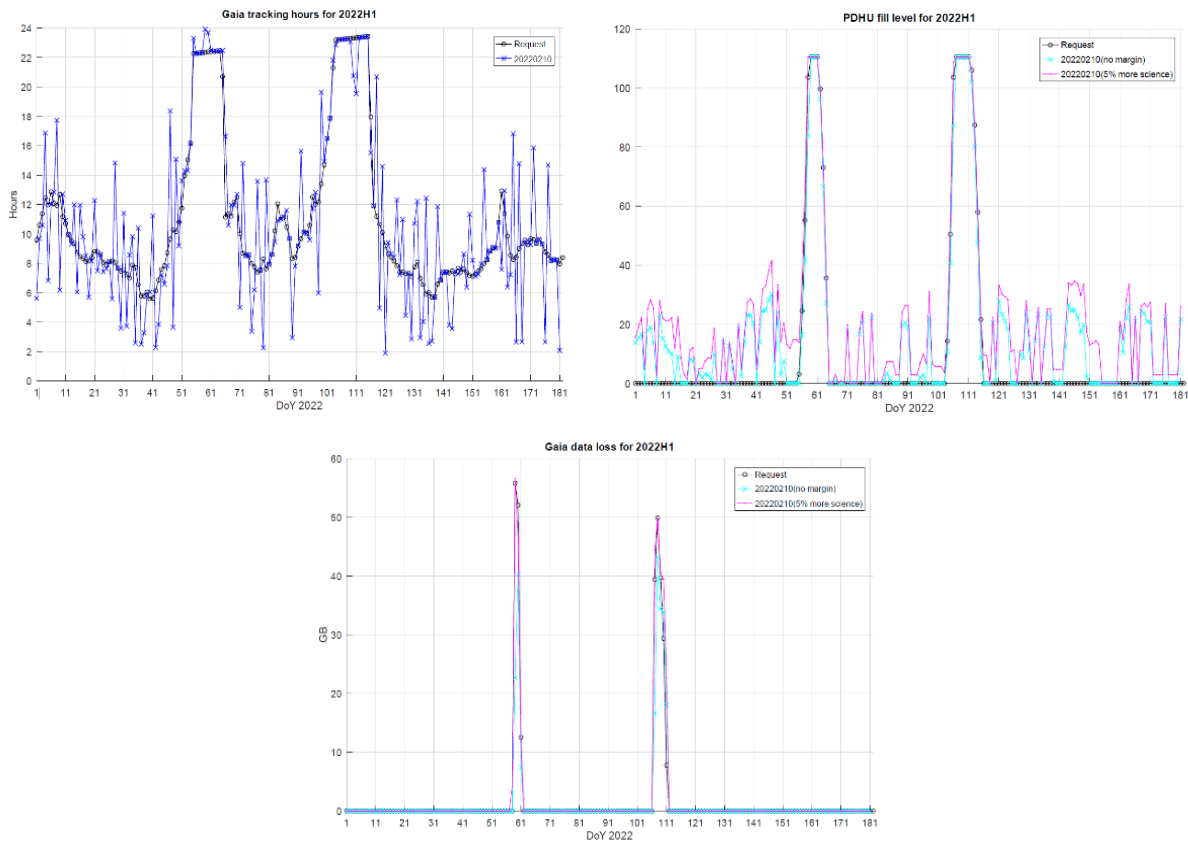 Gaia tracking hours for 2022H1
24
22
20
18
16
14
12
10
8
6
4
2
0
Hours
1 11 21 31 41 51 61 71 81 91 101 111 121 131 141 151 161 171 181
DoY 2022
Request
20220210
PDHU fill level for 2022H1
120
100
80
60
40
20
0
1 11 21 31 41 51 61 71 81 91 101 111 121 131 141 151 161 171 181
DoY 2022
Request
20220210(no margin)
20220210(5% more science)
Gaia data loss for 2022H1
60
50
40
30
20
10
0
GB
1 11 21 31 41 51 61 71 81 91 101 111 121 131 141 151 161 171 181
DoY 2022
Request
20220210(no margin)
20220210(5% more science)